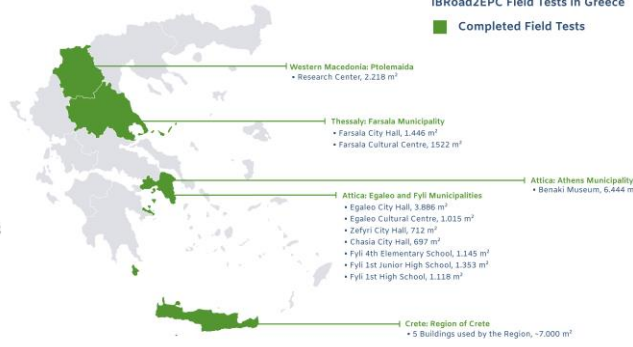 iBRoad2EPC Field Tests in Greece
Completed Field Tests
Western Macedonia: Ptolemaida
• Research Center, 2.218 m²
Thessaly: Farsala Municipality
• Farsala City Hall, 1.446 m²
• Farsala Cultural Centre, 1522 m²
Attica: Athens Municipality
• Benaki Museum, 6.444 m
Attica: Egaleo and Fyli Municipalities
• Egaleo City Hall, 3.886 m²
• Egaleo Cultural Centre, 1.015 m²
• Zefyri City Hall, 712 m²
• Chasia City Hall, 697 m²
• Fyli 4th Elementary School, 1.145 m²
• Fyli 1st Junior High School, 1.353 m²
• Fyli 1st High School, 1.118 m²
Crete: Region of Crete
• 5 Buildings used by the Region, ~7.000 m²